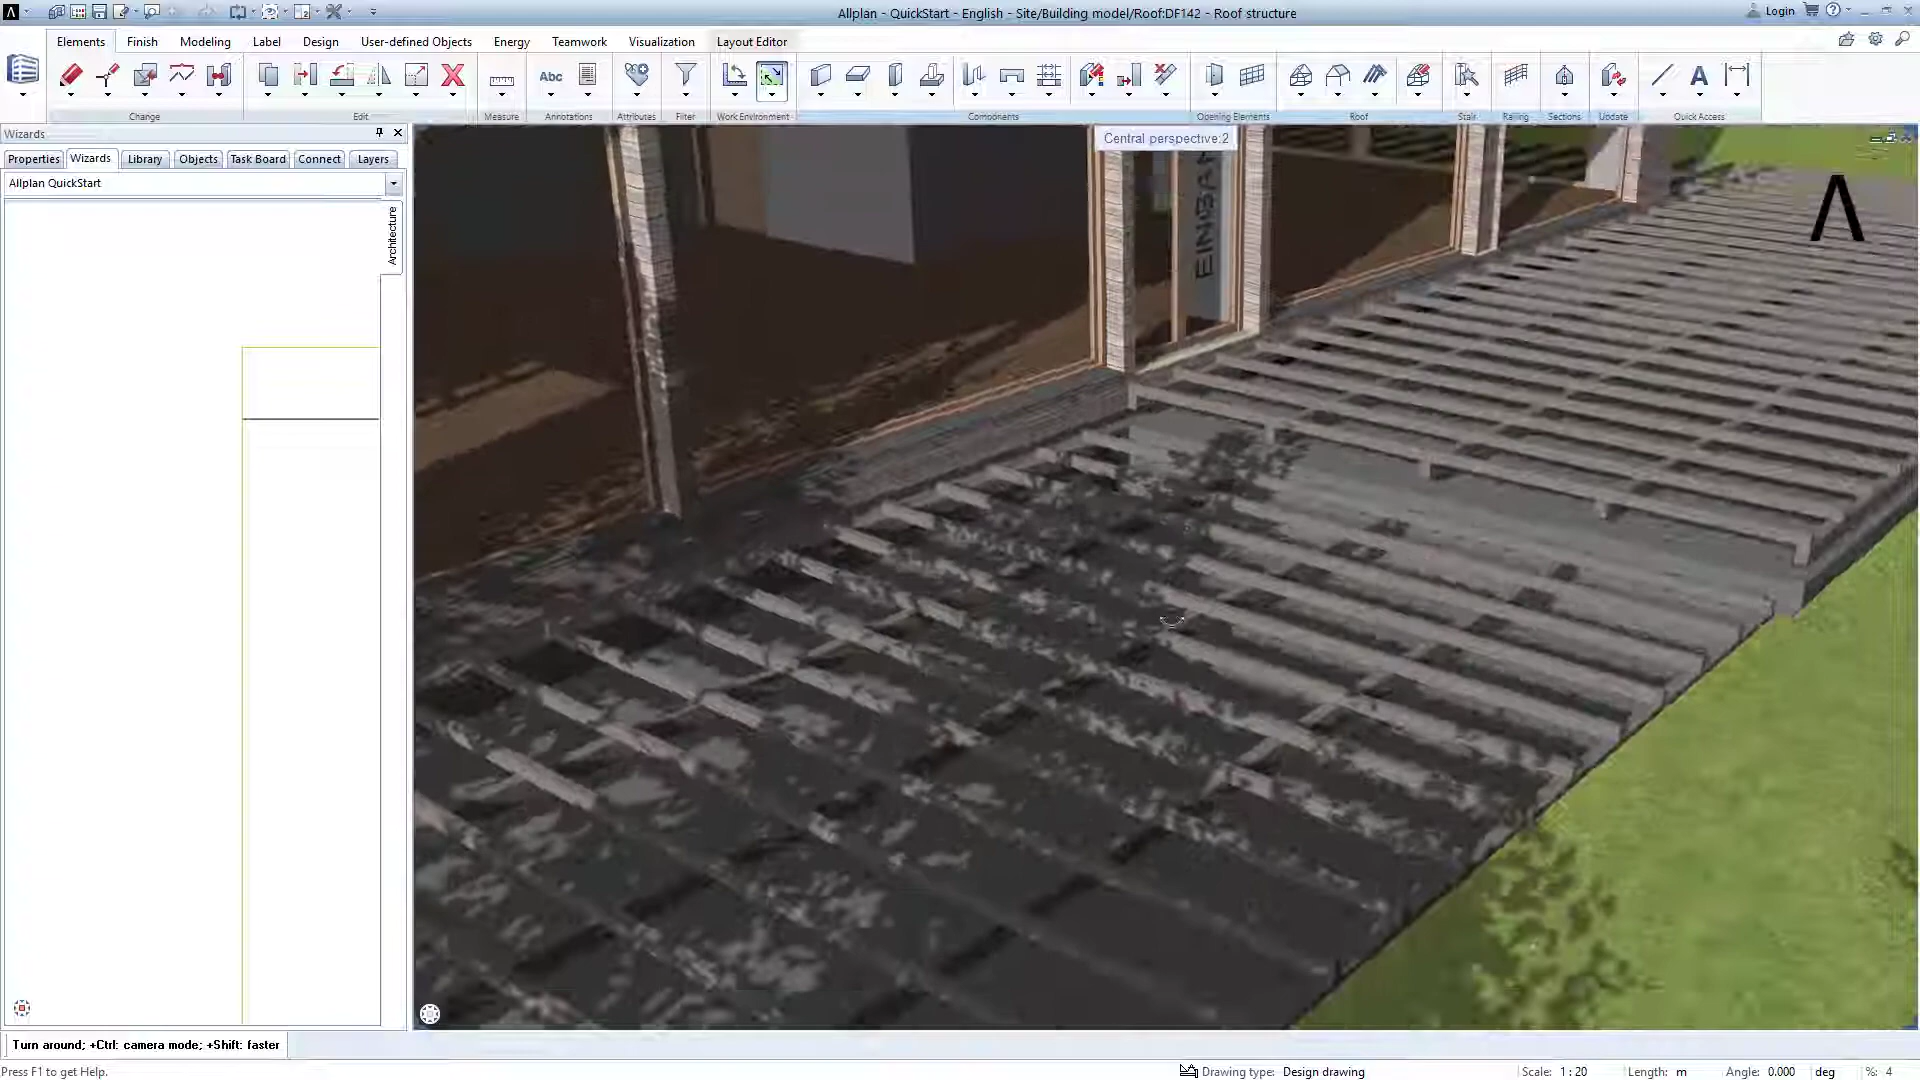 Allplan - QuickStart - English - Site/Building model/Roof:DF142 - Roof structure
Login
Elements Finish Modeling Label Design User-defined Objects Energy Teamwork Visualization Layout Editor
Abc
A
Change Edit Measure Annotations Attributes Filter Work Environment Components Opening Elements Roof Stair Railing Sections Update Quick Access
Wizards
Central perspective:2
Properties Wizards Library Objects Task Board Connect Layers
Allplan QuickStart
Architecture
Turn around; +Ctrl: camera mode; +Shift: faster
Press F1 to get Help.
Drawing type: Design drawing Scale: 1 : 20 Length: m Angle: 0.000 deg %: 4